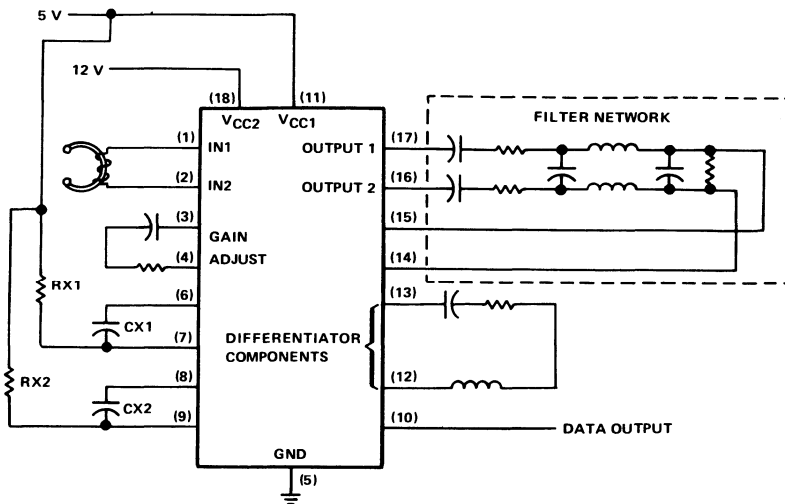 5 V
12 V
(18)
(11)
VCC2
VCC1
FILTER NETWORK
(1)
IN1
OUTPUT 1
(17)
(2)
IN2
OUTPUT 2
(16)
(3)
GAIN
ADJUST
(4)
(15)
(14)
RX1
(6)
CX1
(7)
DIFFERENTIATOR
COMPONENTS
(13)
(12)
RX2
(8)
CX2
(9)
(10)
DATA OUTPUT
GND
(5)